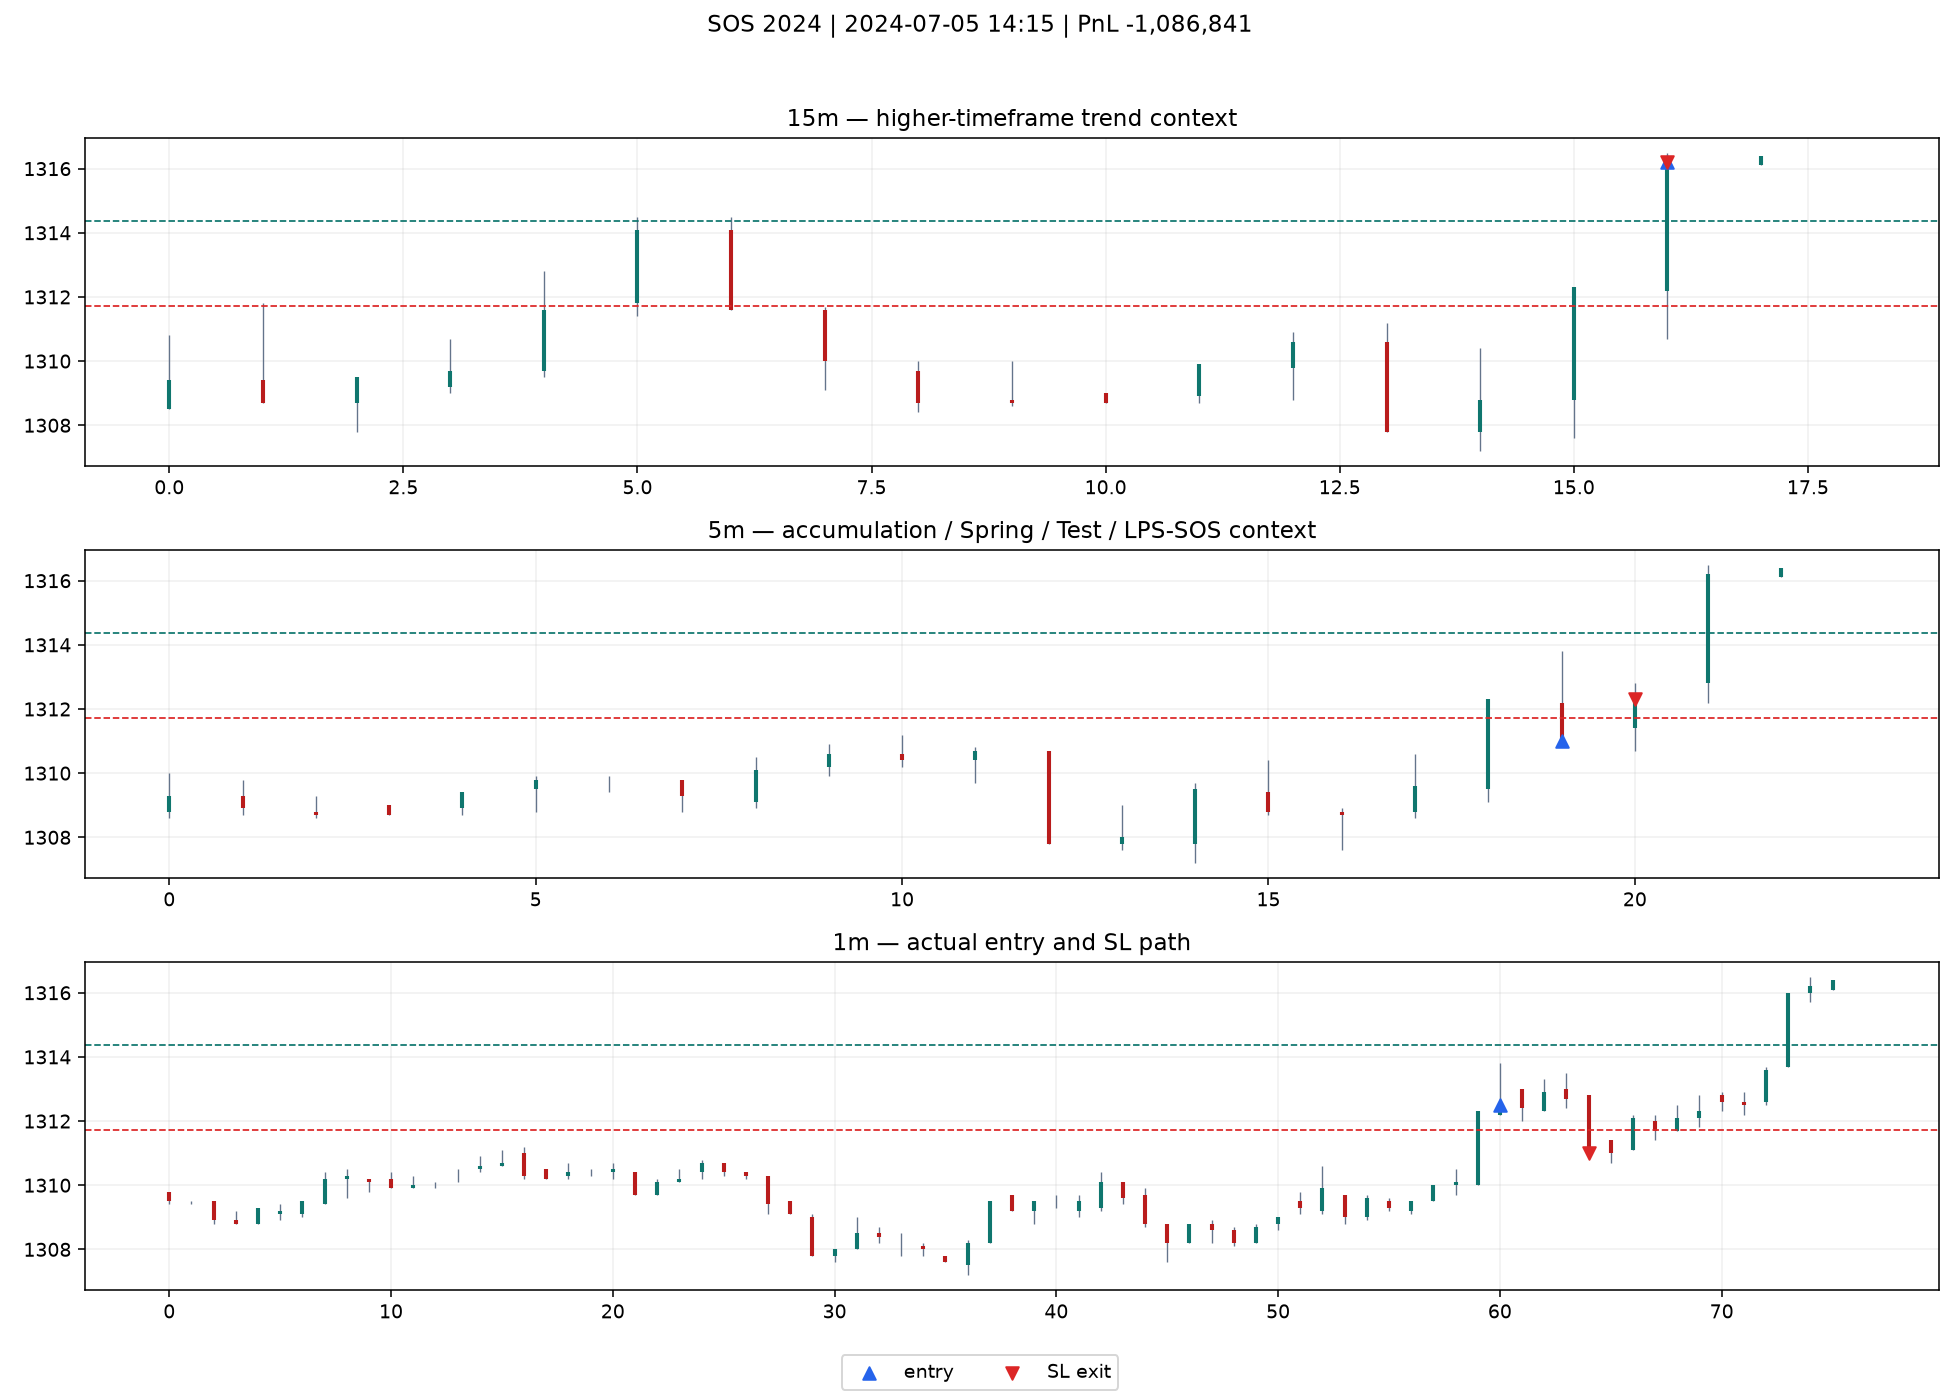 SOS 2024 | 2024-07-05 14:15 | PnL -1,086,841
15m — higher-timeframe trend context
1316
1314
1312
1310
1308
0.0 2.5 5.0 7.5 10.0 12.5 15.0 17.5
5m — accumulation / Spring / Test / LPS-SOS context
1316
1314
1312
1310
1308
0 5 10 15 20
1m — actual entry and SL path
1316
1314
1312
1310
1308
0 10 20 30 40 50 60 70
entry SL exit